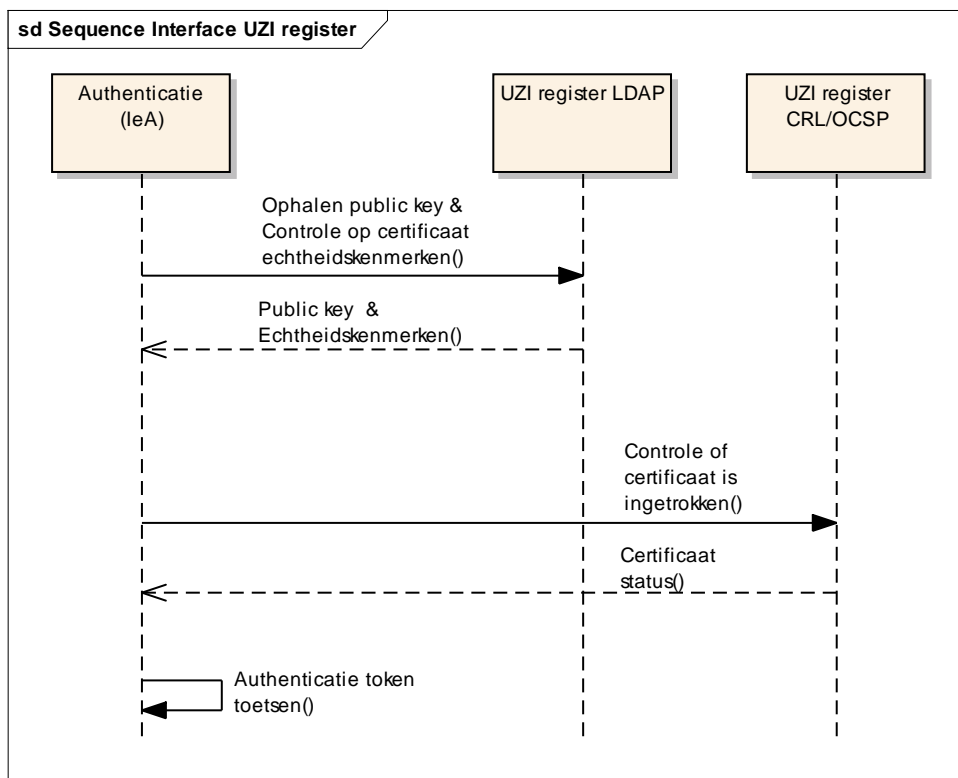 sd Sequence Interface UZI register
Authenticatie
(IeA)
UZI register LDAP
UZI register
CRL/OCSP
Ophalen public key &
Controle op certificaat
echtheidskenmerken()
Public key &
Echtheidskenmerken()
Controle of
certificaat is
ingetrokken()
Certificaat
status()
Authenticatie token
toetsen()